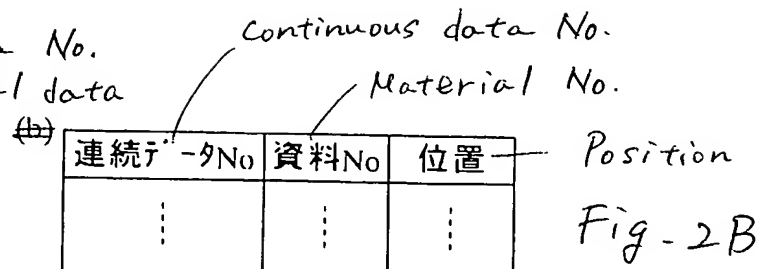 No. Continuous data No.
data Material No.
(b)
連続データNo 資料No 位置 Position
Fig-2B